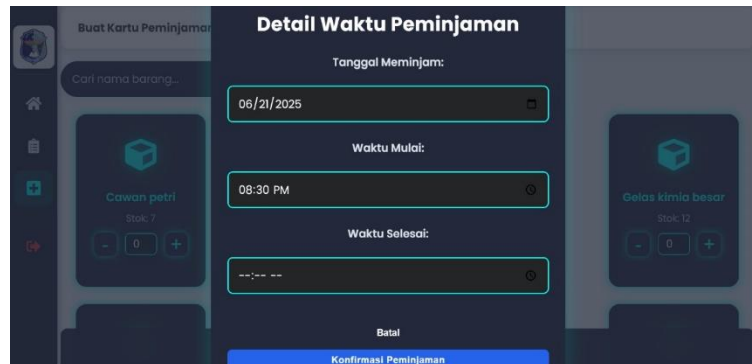 Buat Kartu Peminjaman
Detail Waktu Peminjaman
Cari nama barang...
Tanggal Meminjam:
06/21/2025
Waktu Mulai:
08:30 PM
Waktu Selesai:
--:-- --
Cawan petri
Stok: 7
- 0 +
Gelas kimia besar
Stok: 12
- 0 +
Batal
Konfirmasi Peminjaman